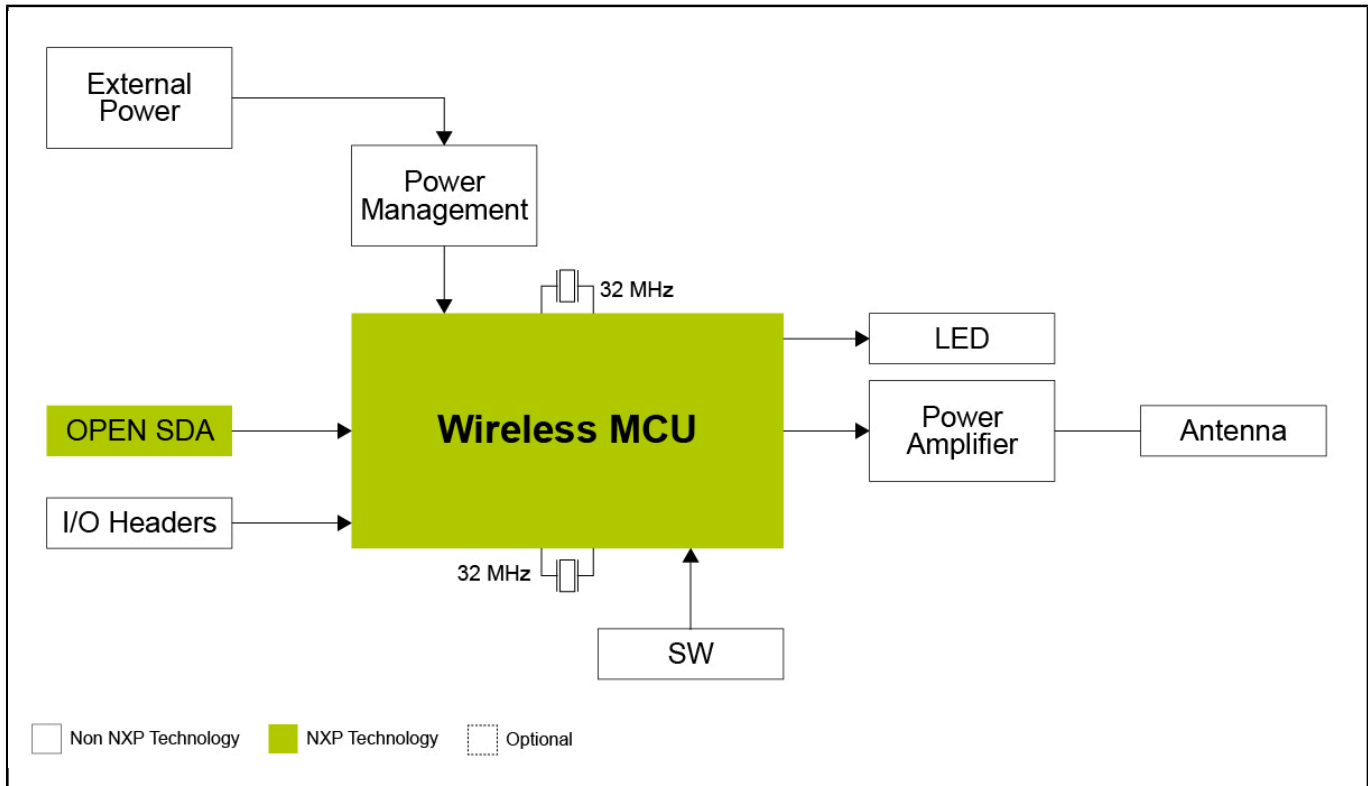 External
Power
Power
Management
32 MHz
Wireless MCU
LED
OPEN SDA
Power
Amplifier
Antenna
I/O Headers
32 MHz
SW
Non NXP Technology
NXP Technology
Optional